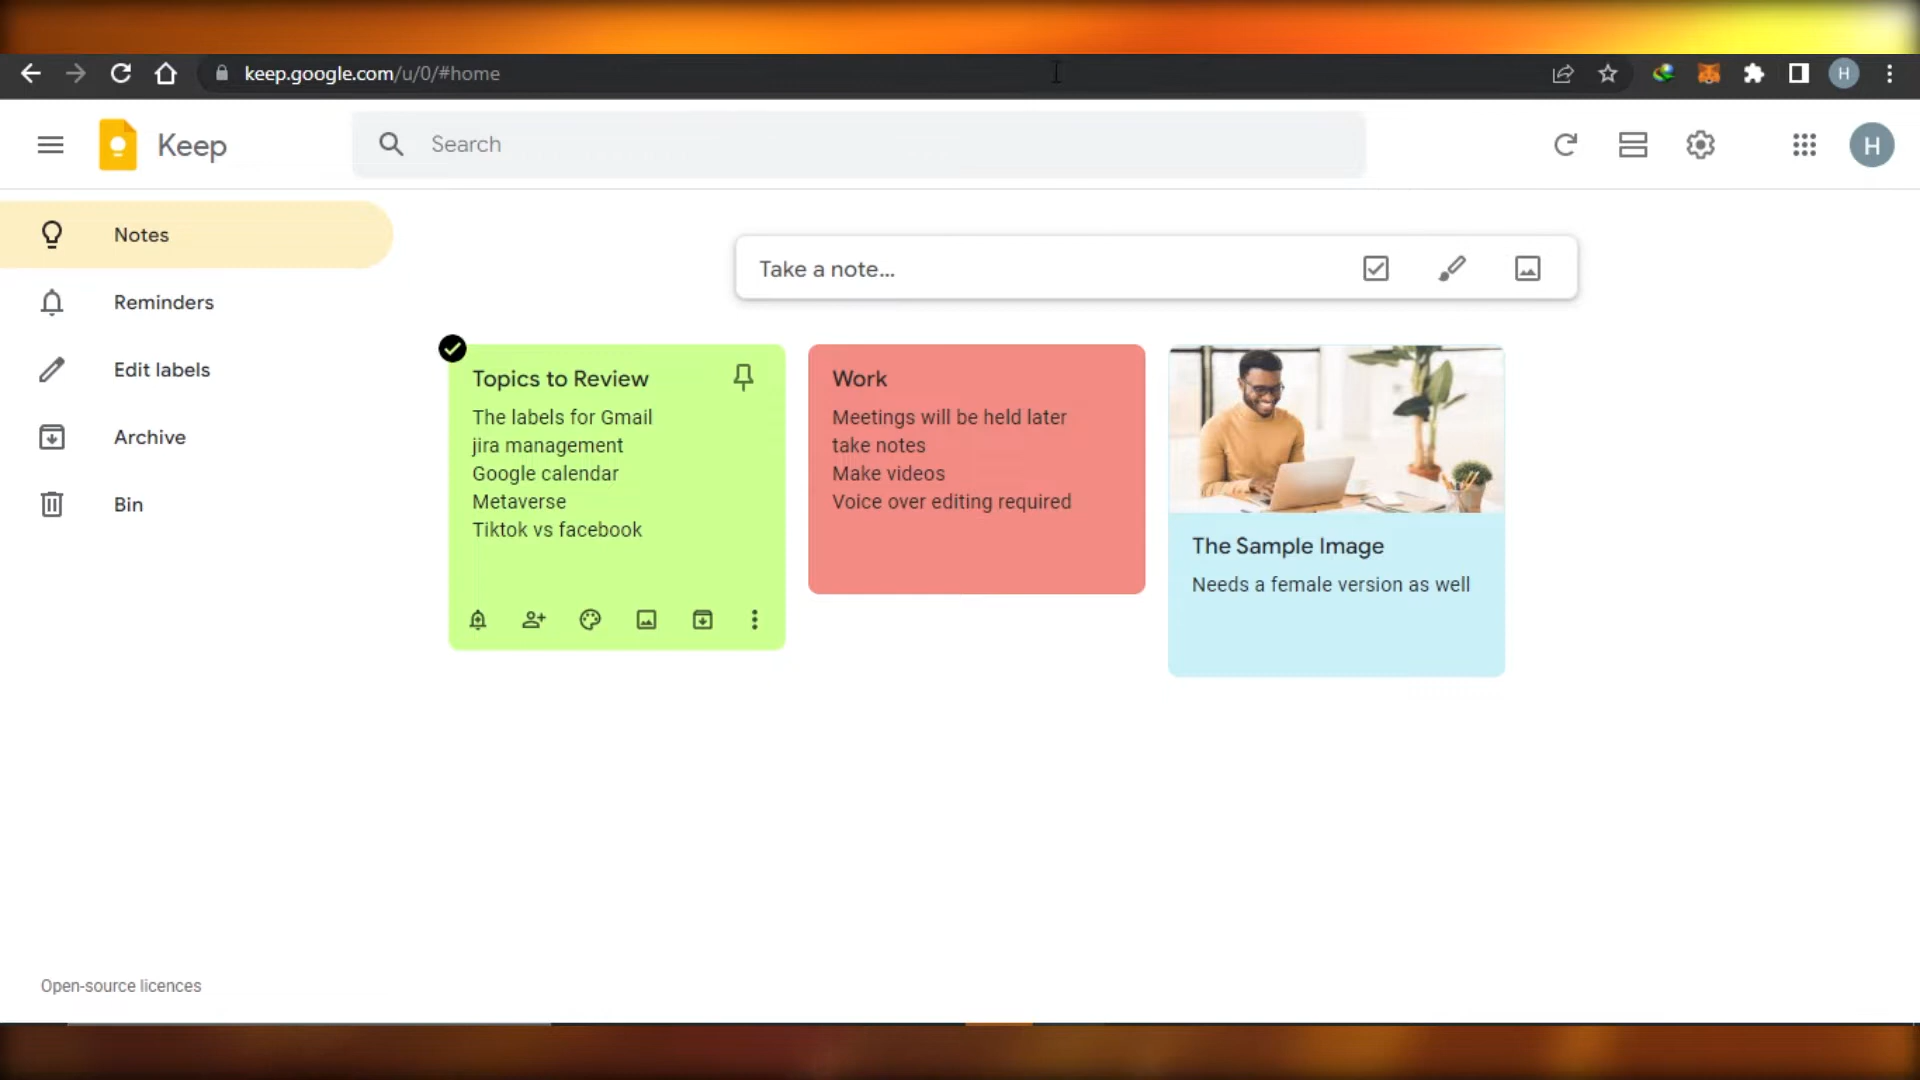 keep.google.com/u/0/#home
H
Keep
Search
H
Notes
Reminders
Edit labels
Archive
Bin
Take a note...
Topics to Review
The labels for Gmail
jira management
Google calendar
Metaverse
Tiktok vs facebook
Work
Meetings will be held later
take notes
Make videos
Voice over editing required
The Sample Image
Needs a female version as well
Open-source licences